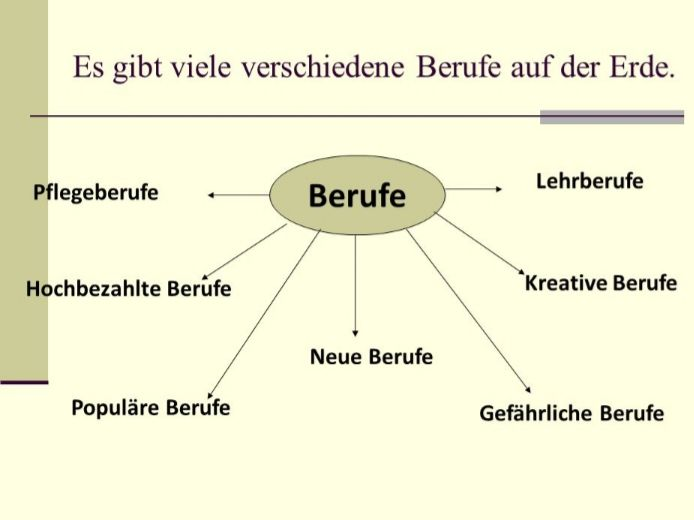 Es gibt viele verschiedene Berufe auf der Erde.
Berufe
Pflegeberufe
Lehrberufe
Hochbezahlte Berufe
Kreative Berufe
Neue Berufe
Populäre Berufe
Gefährliche Berufe